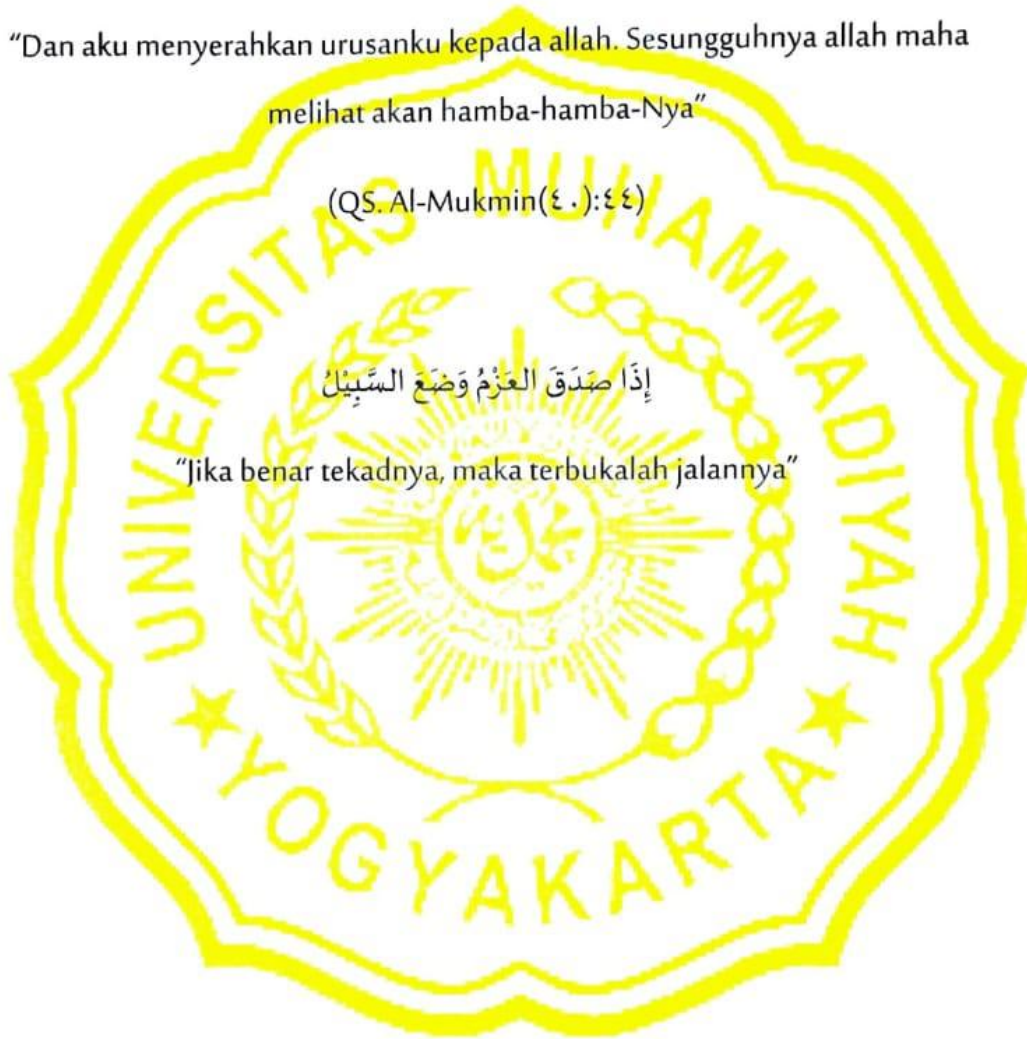 “Dan aku menyerahkan urusanku kepada allah. Sesungguhnya allah maha
melihat akan hamba-hamba-Nya”
(QS. Al-Mukmin(٤٠):٤٤)
إِذَا صَدَقَ العَزْمُ وَضَعَ السَّبِيْلُ
“Jika benar tekadnya, maka terbukalah jalannya”
UNIVERSITAS MUHAMMADIYAH
YOGYAKARTA